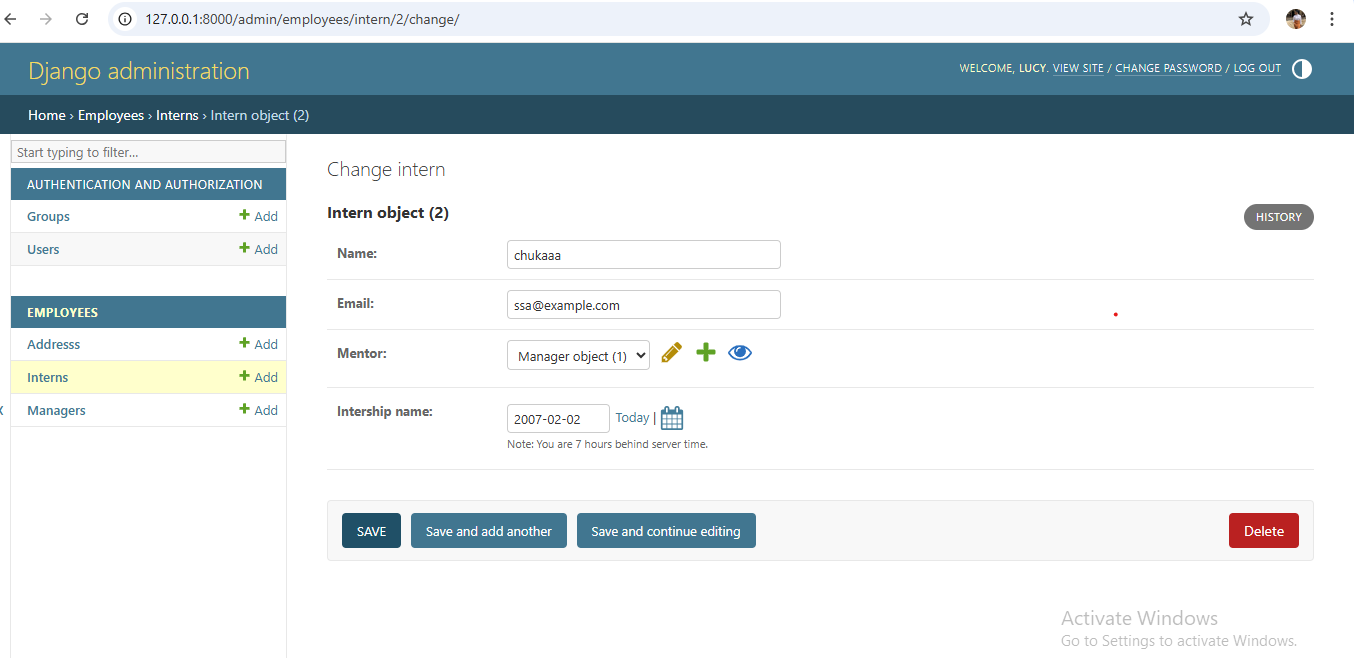 127.0.0.1:8000/admin/employees/intern/2/change/
Django administration
WELCOME, LUCY. VIEW SITE / CHANGE PASSWORD / LOG OUT
Home › Employees › Interns › Intern object (2)
Start typing to filter...
AUTHENTICATION AND AUTHORIZATION
Groups Add
Users Add
EMPLOYEES
Addresss Add
Interns Add
Managers Add
Change intern
Intern object (2)
HISTORY
Name: chukaaa
Email: ssa@example.com
Mentor: Manager object (1)
Intership name: 2007-02-02 Today |
Note: You are 7 hours behind server time.
SAVE Save and add another Save and continue editing Delete
Activate Windows
Go to Settings to activate Windows.